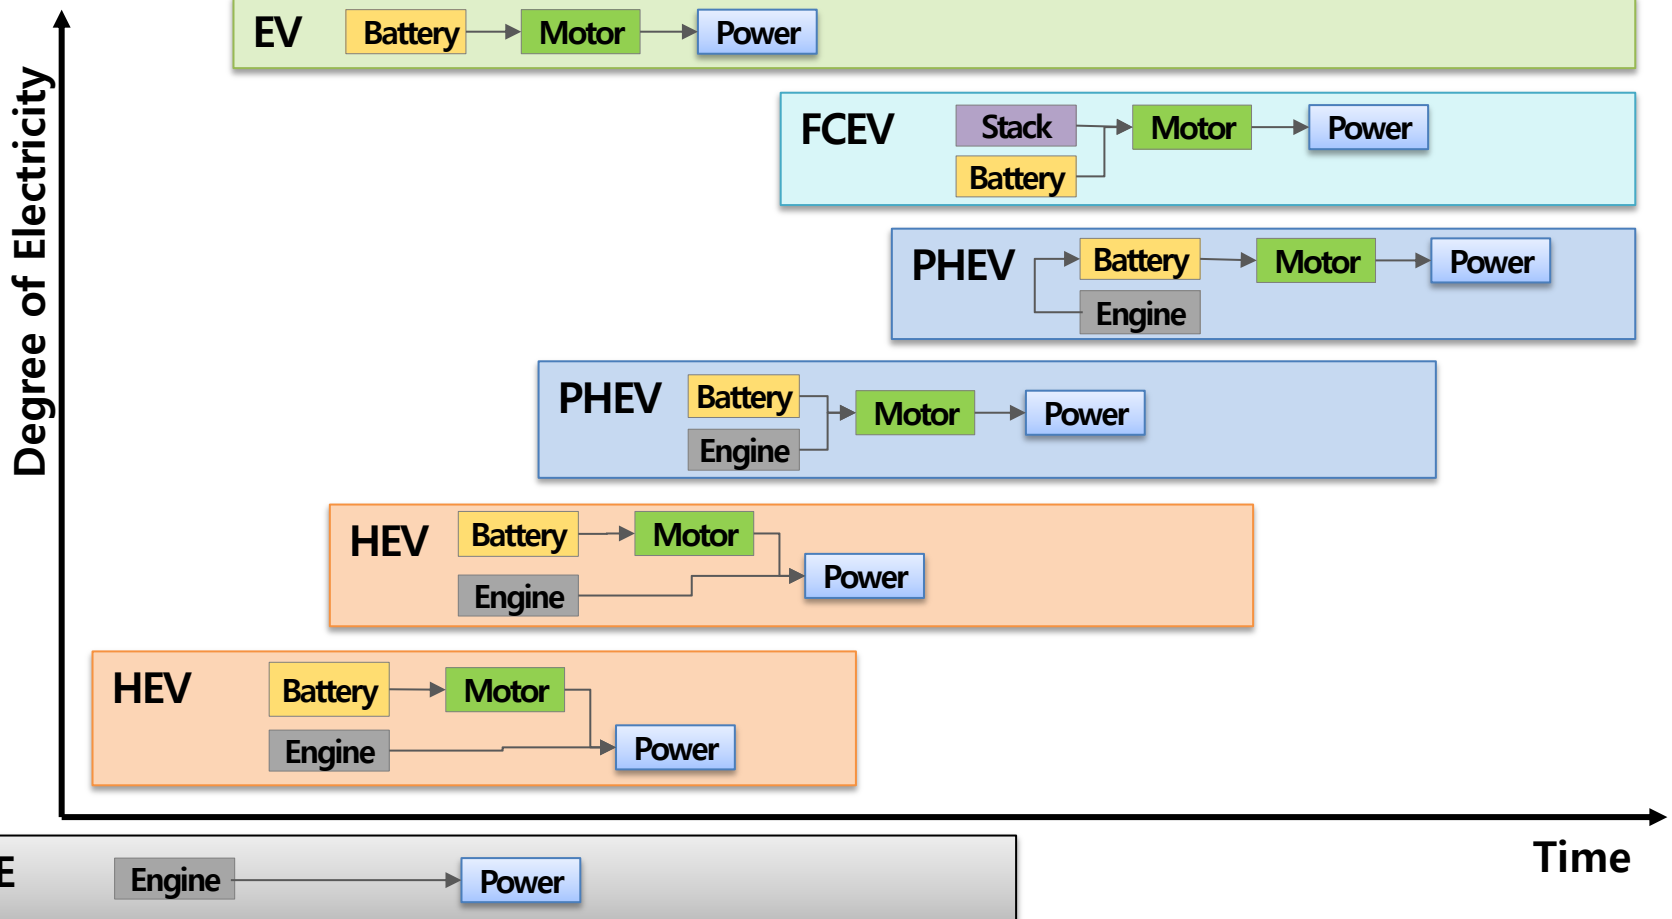 EV Battery Motor Power
Degree of Electricity
FCEV Stack Motor Power
Battery
PHEV Battery Motor Power
Engine
PHEV Battery Motor Power
Engine
HEV Battery Motor
Engine Power
HEV Battery Motor
Engine Power
E Engine Power
Time